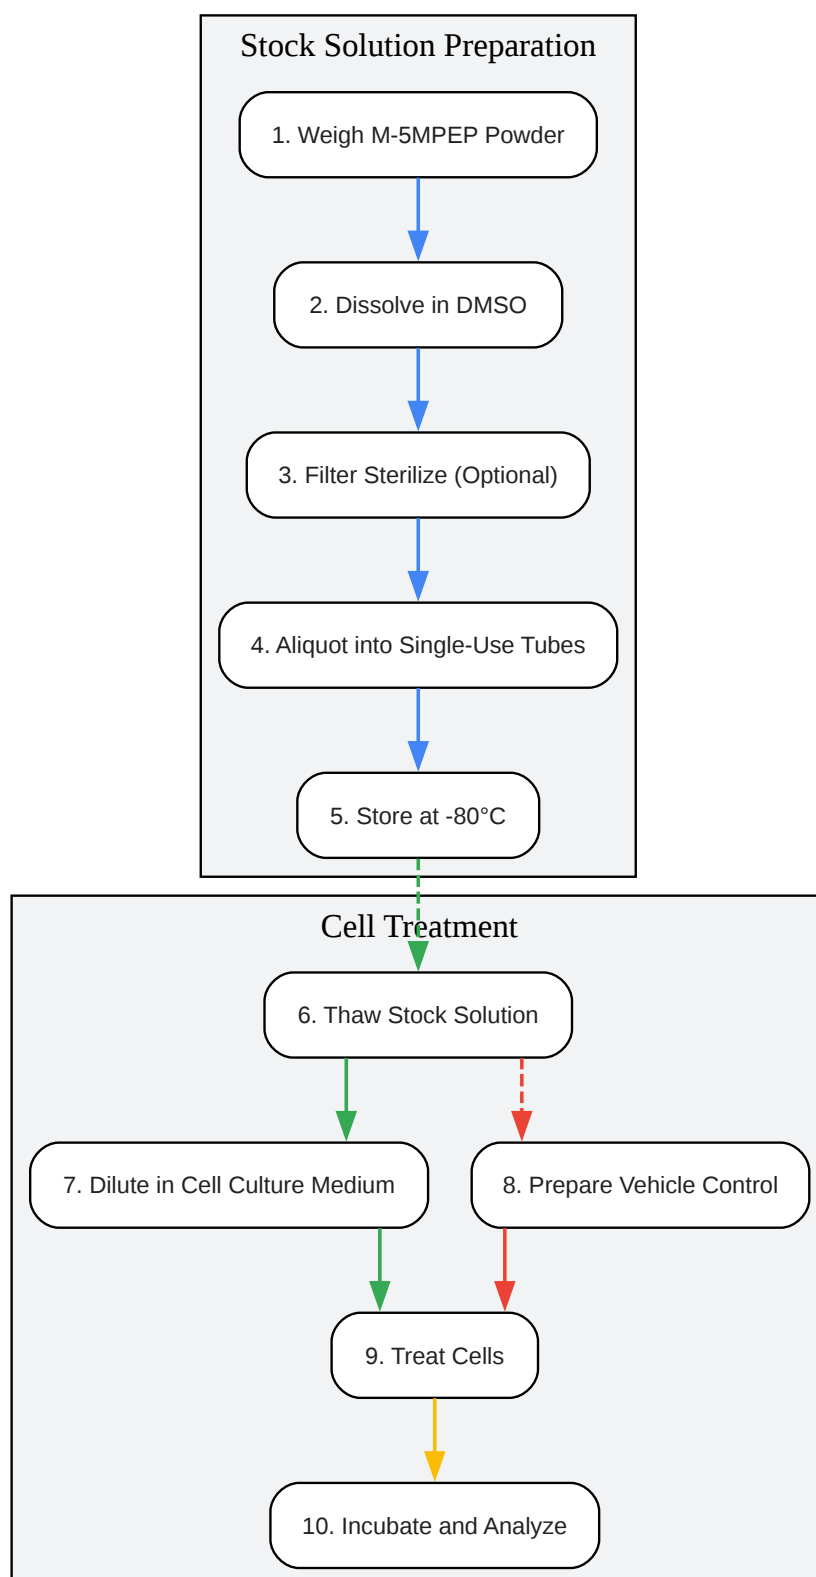 Stock Solution Preparation
1. Weigh M-5MPEP Powder
2. Dissolve in DMSO
3. Filter Sterilize (Optional)
4. Aliquot into Single-Use Tubes
5. Store at -80°C
Cell Treatment
6. Thaw Stock Solution
7. Dilute in Cell Culture Medium
8. Prepare Vehicle Control
9. Treat Cells
10. Incubate and Analyze